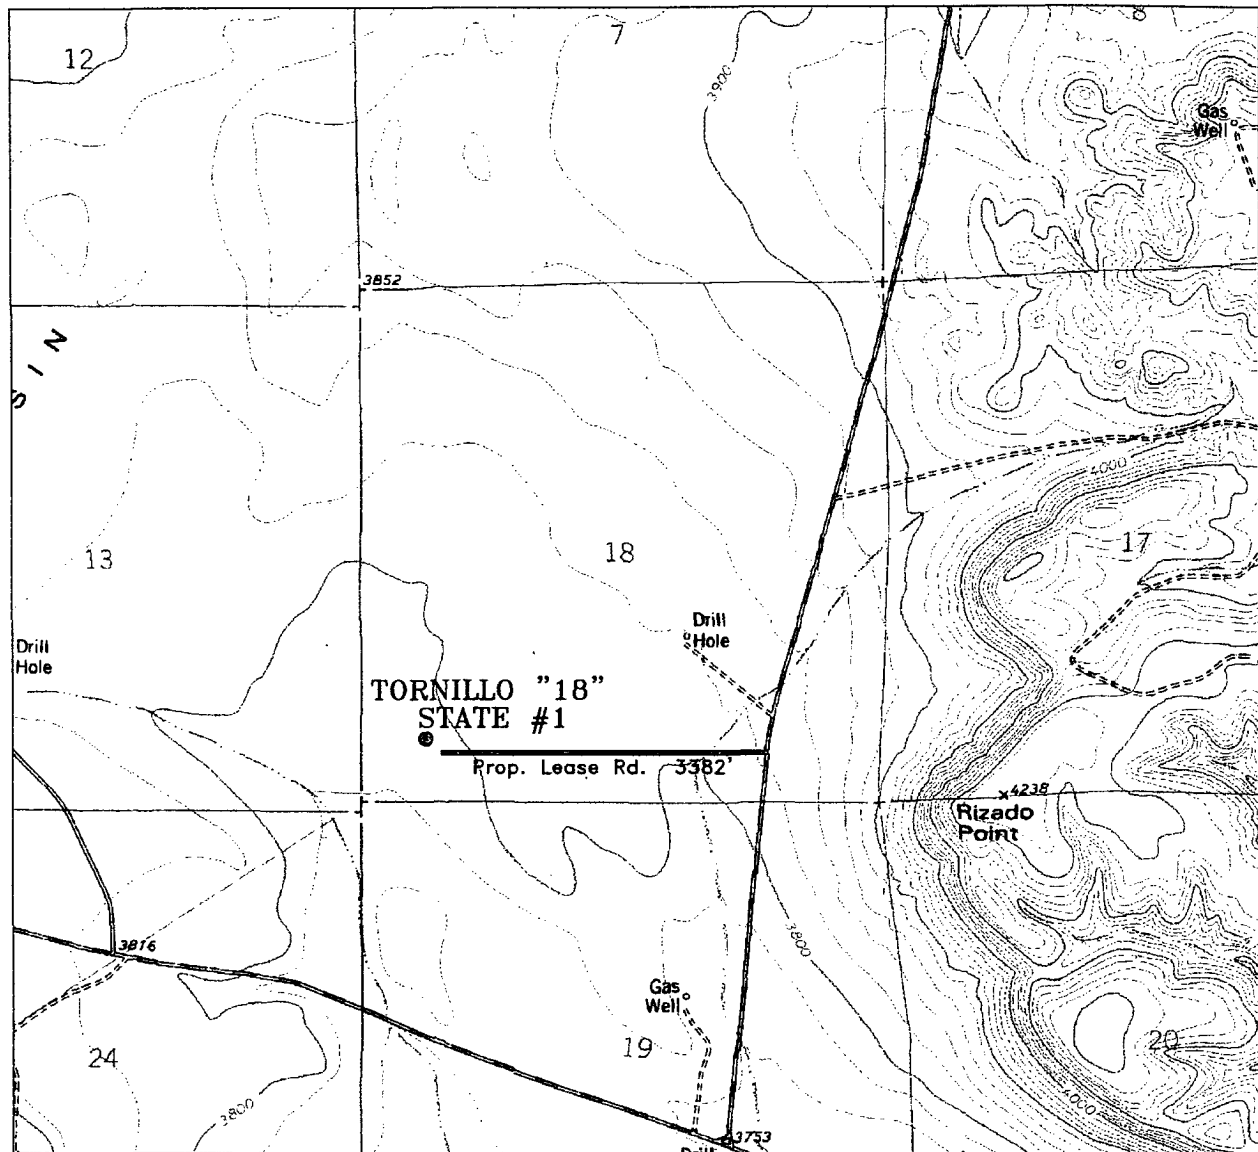 12
7
3900
Gas
Well
3852
S I N
4000
13
18
17
Drill
Hole
Drill
Hole
TORNILLO "18"
STATE #1
Prop. Lease Rd. 3382'
4238
Rizado
Point
3816
3800
Gas
Well
19
24
20
3800
4000
3753